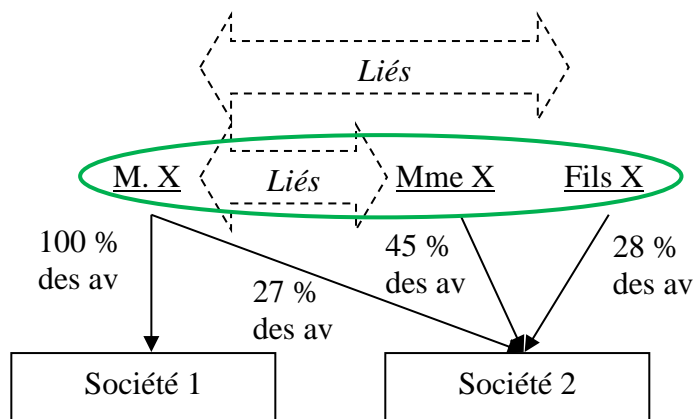 Liés
M. X
Liés
Mme X
Fils X
100 %
des av
27 %
des av
45 %
des av
28 %
des av
Société 1
Société 2